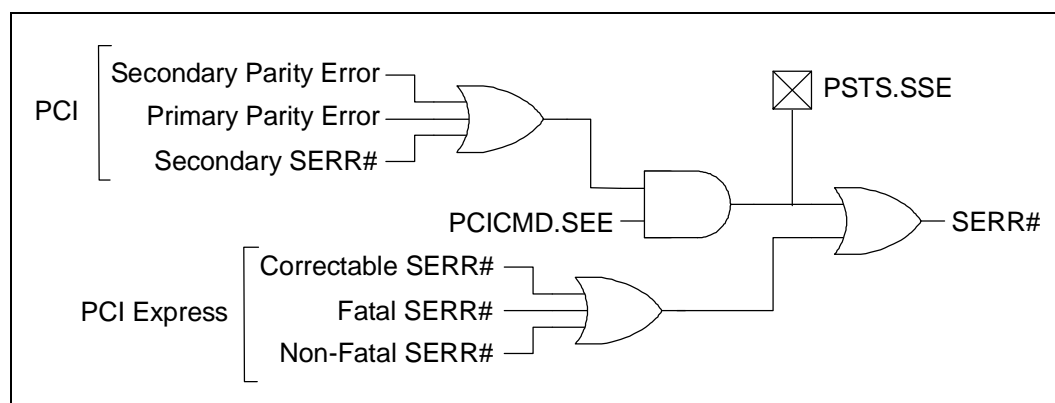 PCI
Secondary Parity Error
Primary Parity Error
Secondary SERR#
PSTS.SSE
PCICMD.SEE
SERR#
PCI Express
Correctable SERR#
Fatal SERR#
Non-Fatal SERR#